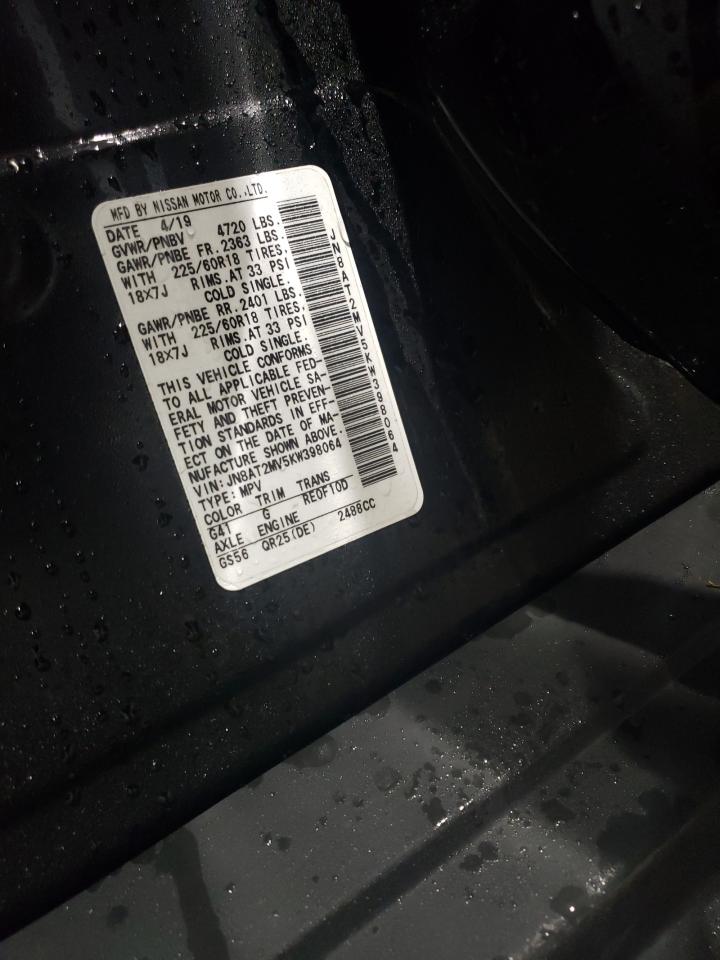 MFD BY NISSAN MOTOR CO.,LTD.
DATE 4/19
GVWR/PNBV 4720 LBS.
GAWR/PNBE FR. 2363 LBS.
WITH 225/60R18 TIRES,
18X7J RIMS.AT 33 PSI
COLD SINGLE.
GAWR/PNBE RR. 2401 LBS.
WITH 225/60R18 TIRES,
18X7J RIMS.AT 33 PSI
COLD SINGLE.
THIS VEHICLE CONFORMS
TO ALL APPLICABLE FED-
ERAL MOTOR VEHICLE SA-
FETY AND THEFT PREVEN-
TION STANDARDS IN EFF-
ECT ON THE DATE OF MA-
NUFACTURE SHOWN ABOVE.
VIN:JN8AT2MV5KW398064
TYPE:MPV
COLOR TRIM TRANS
G41 G RE0F10D
AXLE ENGINE
GS56 QR25(DE) 2488CC
JN8AT2MV5KW398064